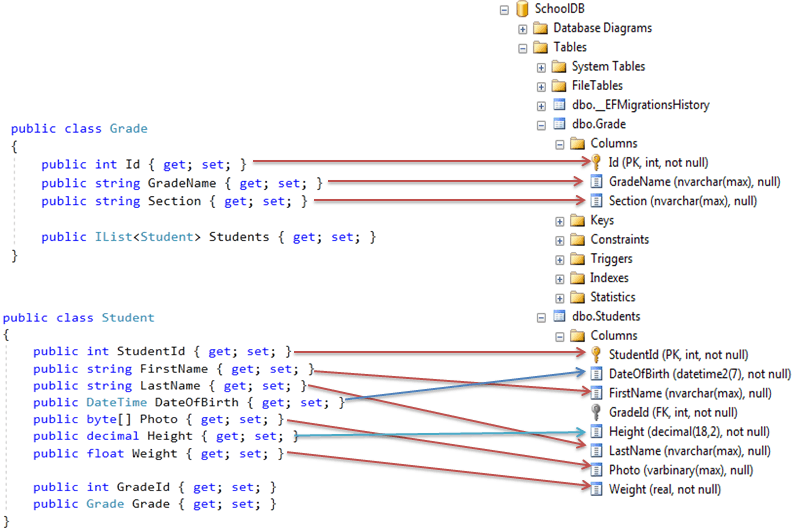 SchoolDB
Database Diagrams
Tables
System Tables
FileTables
dbo.__EFMigrationsHistory
dbo.Grade
Columns
Id (PK, int, not null)
GradeName (nvarchar(max), null)
Section (nvarchar(max), null)
Keys
Constraints
Triggers
Indexes
Statistics
dbo.Students
Columns
StudentId (PK, int, not null)
DateOfBirth (datetime2(7), not null)
FirstName (nvarchar(max), null)
GradeId (FK, int, not null)
Height (decimal(18,2), not null)
LastName (nvarchar(max), null)
Photo (varbinary(max), null)
Weight (real, not null)
public class Grade
{
public int Id { get; set; }
public string GradeName { get; set; }
public string Section { get; set; }
public IList<Student> Students { get; set; }
}
public class Student
{
public int StudentId { get; set; }
public string FirstName { get; set; }
public string LastName { get; set; }
public DateTime DateOfBirth { get; set; }
public byte[] Photo { get; set; }
public decimal Height { get; set; }
public float Weight { get; set; }
public int GradeId { get; set; }
public Grade Grade { get; set; }
}